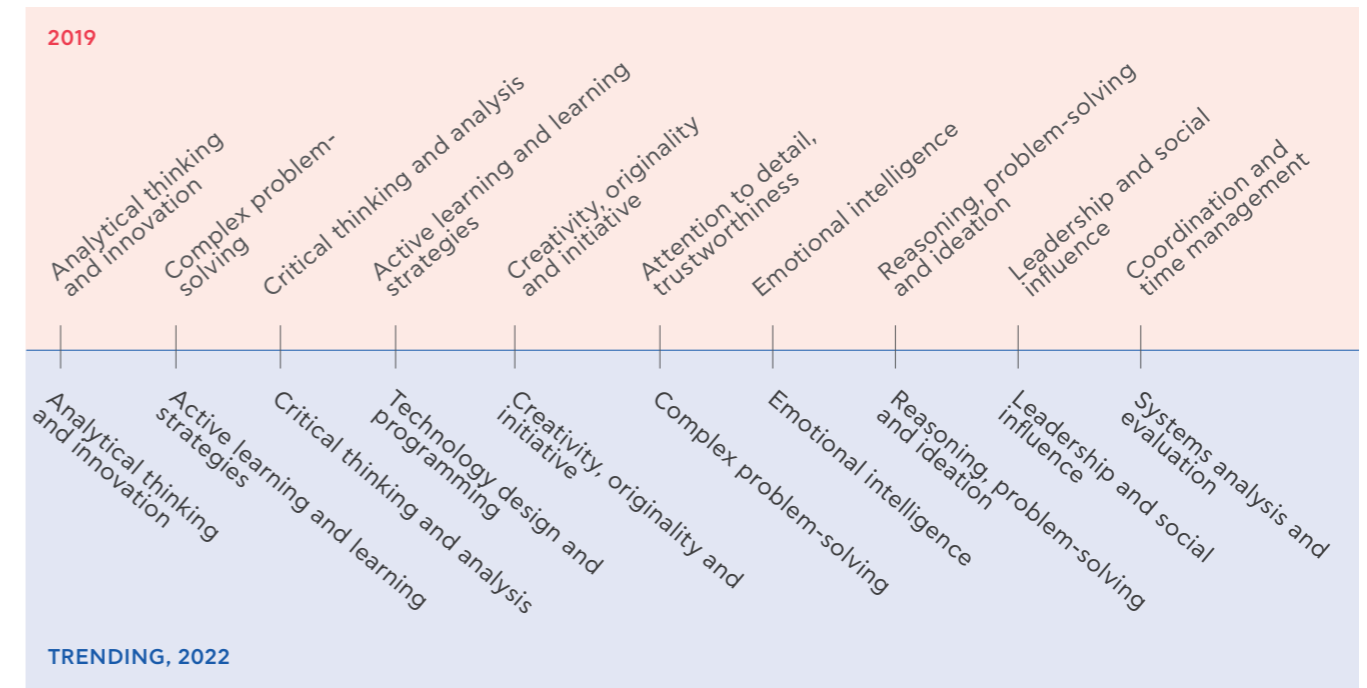 2019
Analytical thinking
and innovation
Complex problem-
solving
Critical thinking and analysis
Active learning and learning
strategies
Creativity, originality
and initiative
Attention to detail,
trustworthiness
Emotional intelligence
Reasoning, problem-solving
and ideation
Leadership and social
influence
Coordination and
time management
Analytical thinking
and innovation
Active learning and learning
strategies
Critical thinking and analysis
Technology design and
programming
Creativity, originality and
initiative
Complex problem-solving
Emotional intelligence
Reasoning, problem-solving
and ideation
Leadership and social
influence
Systems analysis and
evaluation
TRENDING, 2022